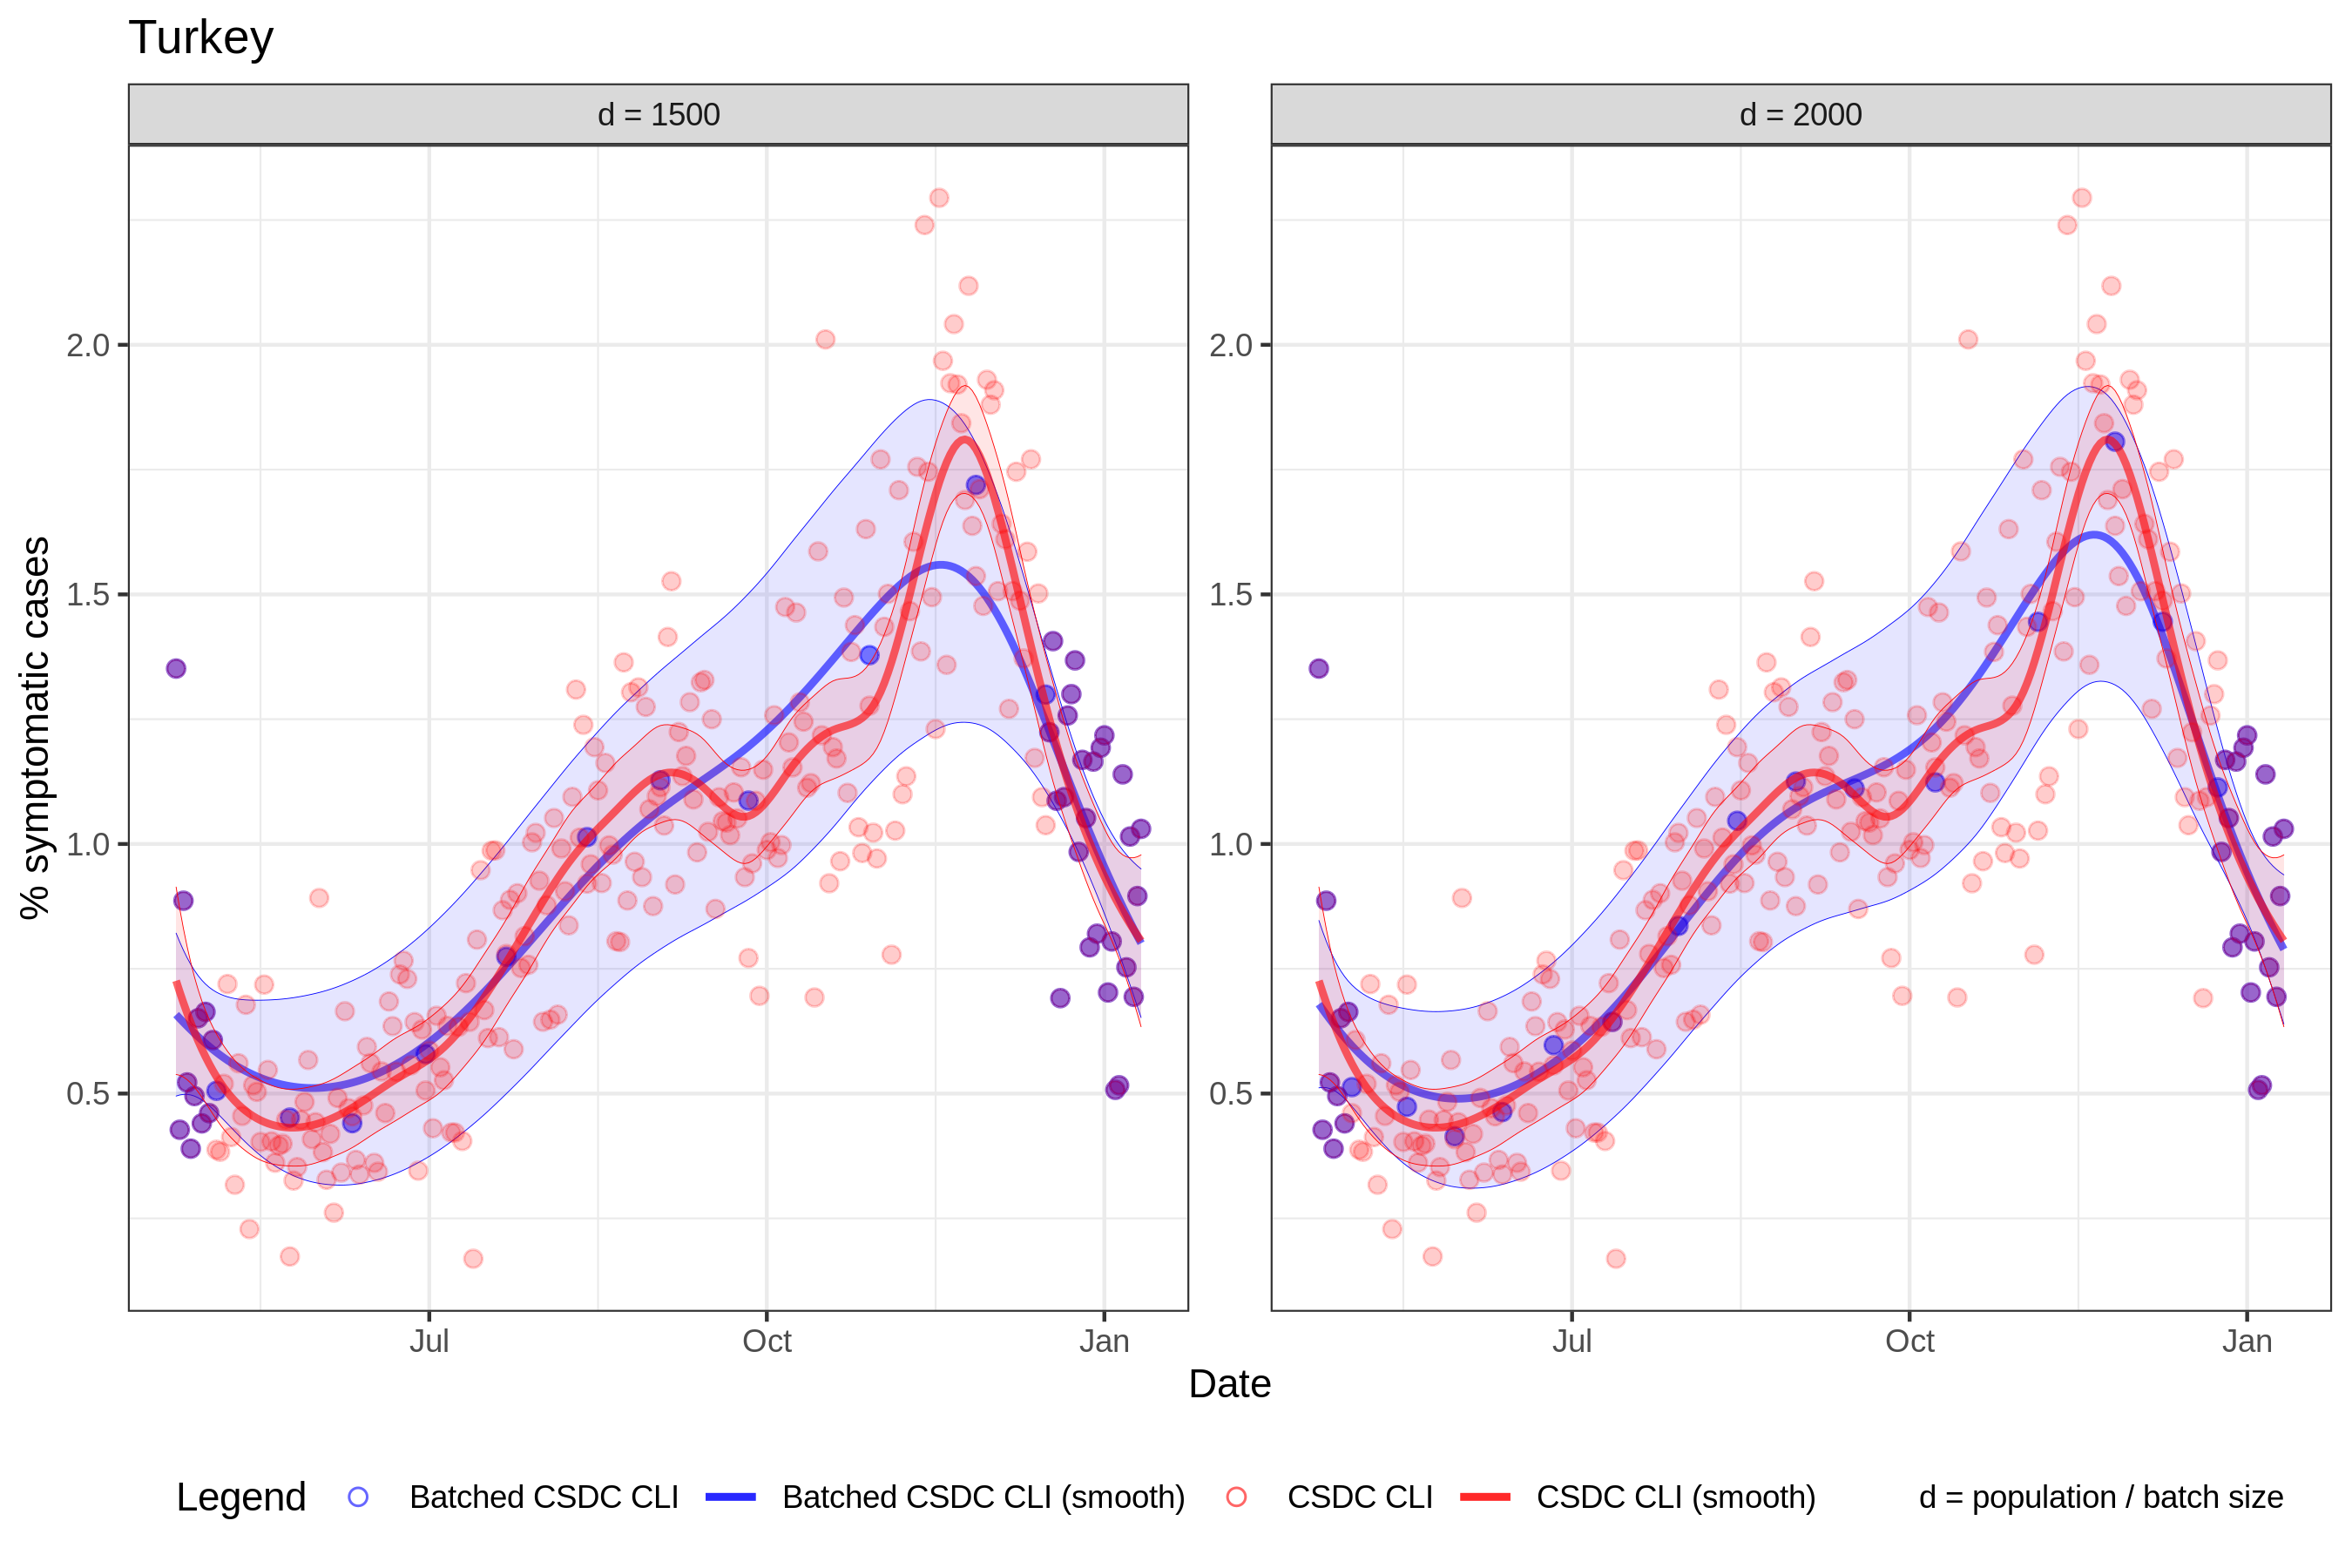 Turkey
d = 1500
d = 2000
% symptomatic cases
2.0
1.5
1.0
0.5
2.0
1.5
1.0
0.5
Jul Oct Jan
Jul Oct Jan
Date
Legend Batched CSDC CLI Batched CSDC CLI (smooth) CSDC CLI CSDC CLI (smooth) d = population / batch size